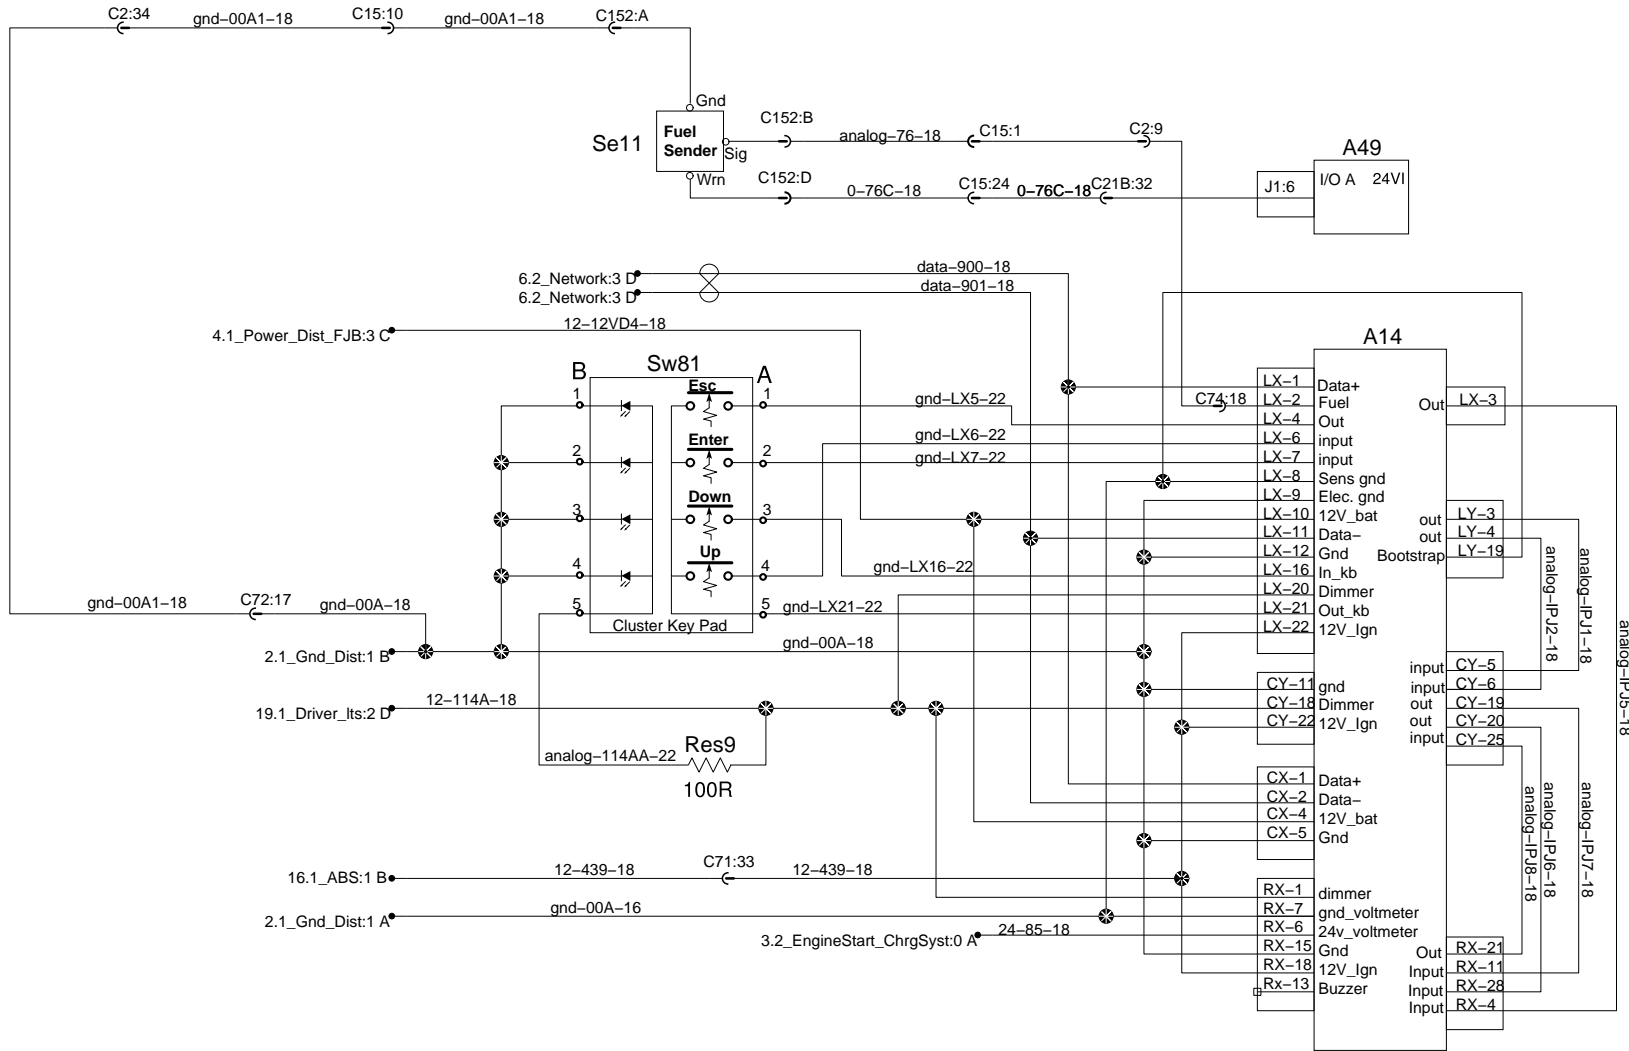 C2:34
gnd-00A1-18
C15:10
gnd-00A1-18
C152:A
Gnd
Se11
Fuel
Sender
Sig
Wrn
C152:B
analog-76-18
C15:1
C2:9
C152:D
0-76C-18
C15:24
0-76C-18
C21B:32
A49
J1:6
I/O A
24VI
6.2_Network:3 D
data-900-18
6.2_Network:3 D
data-901-18
4.1_Power_Dist_FJB:3 C
12-12VD4-18
Sw81
B
A
1
Esc
1
gnd-LX5-22
2
Enter
2
gnd-LX6-22
gnd-LX7-22
3
Down
3
4
Up
4
gnd-LX16-22
5
5
gnd-LX21-22
Cluster Key Pad
gnd-00A1-18
C72:17
gnd-00A-18
2.1_Gnd_Dist:1 B
gnd-00A-18
19.1_Driver_lts:2 D
12-114A-18
analog-114AA-22
Res9
100R
16.1_ABS:1 B
12-439-18
C71:33
12-439-18
2.1_Gnd_Dist:1 A
gnd-00A-16
3.2_EngineStart_ChrgSyst:0 A
24-85-18
A14
C74:18
LX-1 Data+
LX-2 Fuel
LX-4 Out
LX-6 input
LX-7 input
LX-8 Sens gnd
LX-9 Elec. gnd
LX-10 12V_bat
LX-11 Data-
LX-12 Gnd
LX-16 In_kb
LX-20 Dimmer
LX-21 Out_kb
LX-22 12V_Ign
CY-11 gnd
CY-18 Dimmer
CY-22 12V_Ign
CX-1 Data+
CX-2 Data-
CX-4 12V_bat
CX-5 Gnd
RX-1 dimmer
RX-7 gnd_voltmeter
RX-6 24v_voltmeter
RX-15 Gnd
RX-18 12V_Ign
Rx-13 Buzzer
Out LX-3
out LY-3
out LY-4
Bootstrap LY-19
input CY-5
input CY-6
out CY-19
out CY-20
input CY-25
Out RX-21
Input RX-11
Input RX-28
Input RX-4
analog-IPJ2-18
analog-IPJ1-18
analog-IPJ5-18
analog-IPJ8-18
analog-IPJ6-18
analog-IPJ7-18